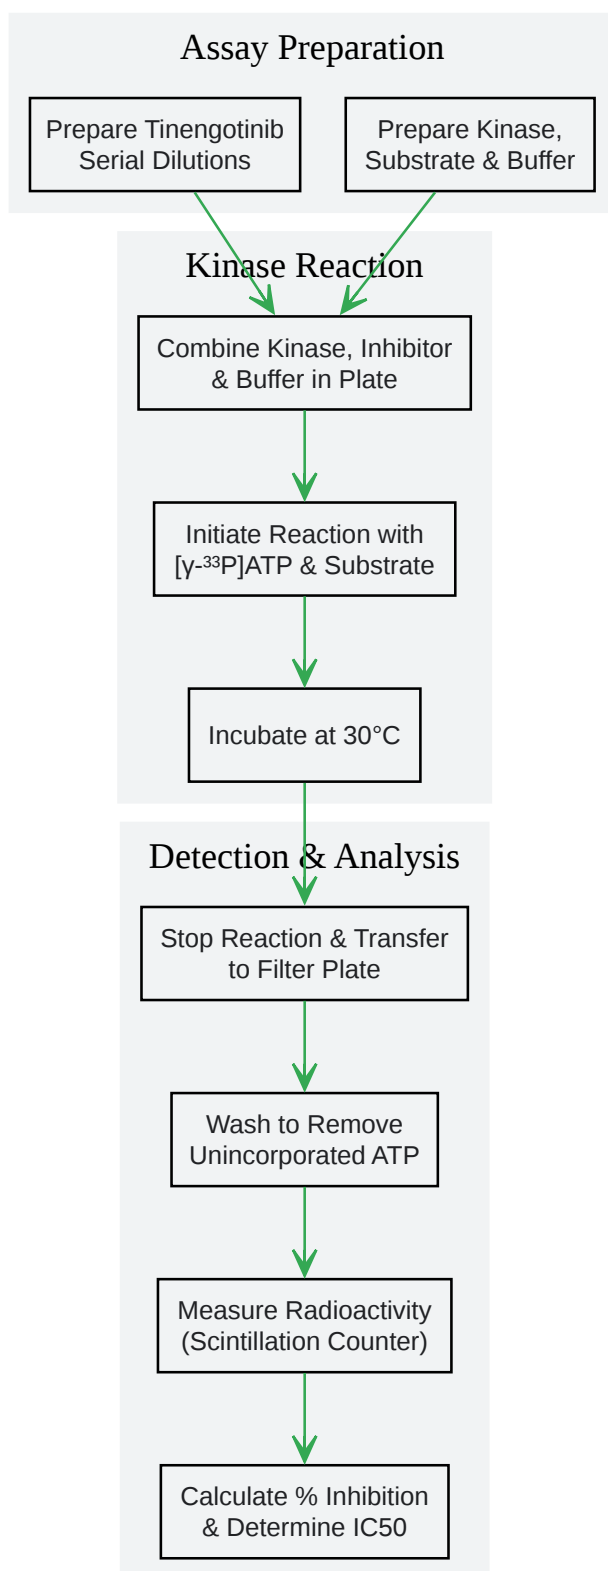 Assay Preparation
Prepare Tinengotinib
Serial Dilutions
Prepare Kinase,
Substrate & Buffer
Kinase Reaction
Combine Kinase, Inhibitor
& Buffer in Plate
Initiate Reaction with
[γ-³³P]ATP & Substrate
Incubate at 30°C
Detection & Analysis
Stop Reaction & Transfer
to Filter Plate
Wash to Remove
Unincorporated ATP
Measure Radioactivity
(Scintillation Counter)
Calculate % Inhibition
& Determine IC50